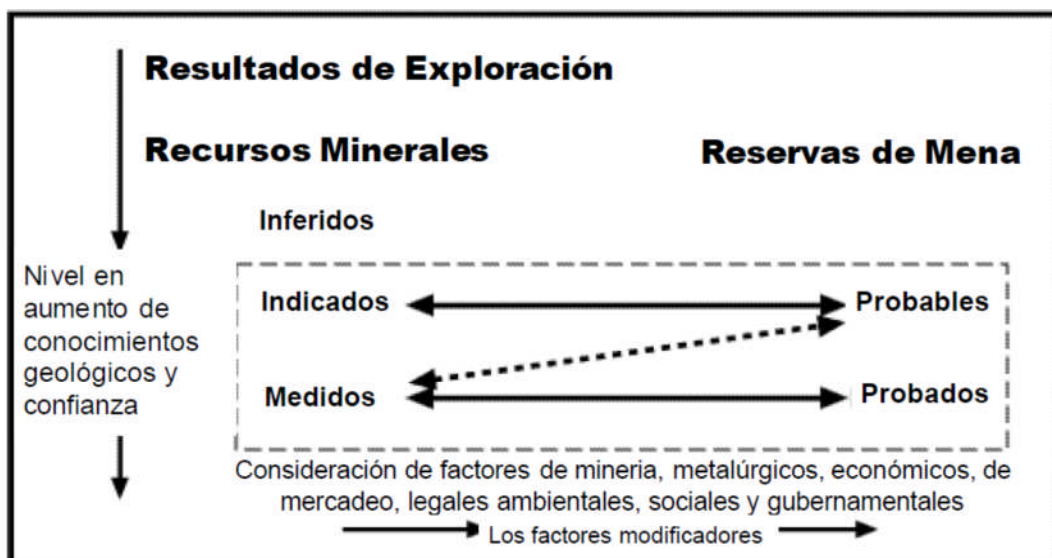 Resultados de Exploración
Recursos Minerales
Reservas de Mena
Inferidos
Nivel en
aumento de
conocimientos
geológicos y
confianza
Indicados
Probables
Medidos
Probados
Consideración de factores de mineria, metalúrgicos, económicos, de
mercadeo, legales ambientales, sociales y gubernamentales
Los factores modificadores